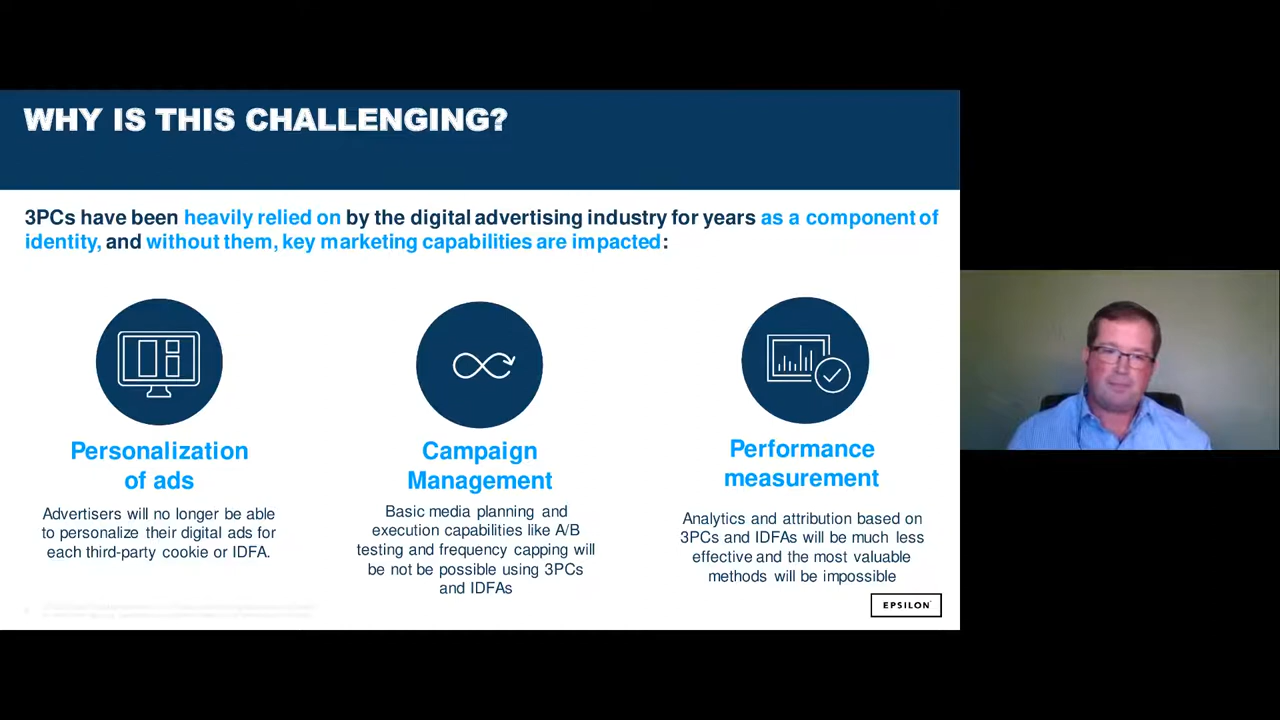 WHY IS THIS CHALLENGING?
3PCs have been heavily relied on by the digital advertising industry for years as a component of
identity, and without them, key marketing capabilities are impacted:
Personalization
of ads
Advertisers will no longer be able
to personalize their digital ads for
each third-party cookie or IDFA.
Campaign
Management
Basic media planning and
execution capabilities like A/B
testing and frequency capping will
be not be possible using 3PCs
and IDFAs
Performance
measurement
Analytics and attribution based on
3PCs and IDFAs will be much less
effective and the most valuable
methods will be impossible
EPSILON